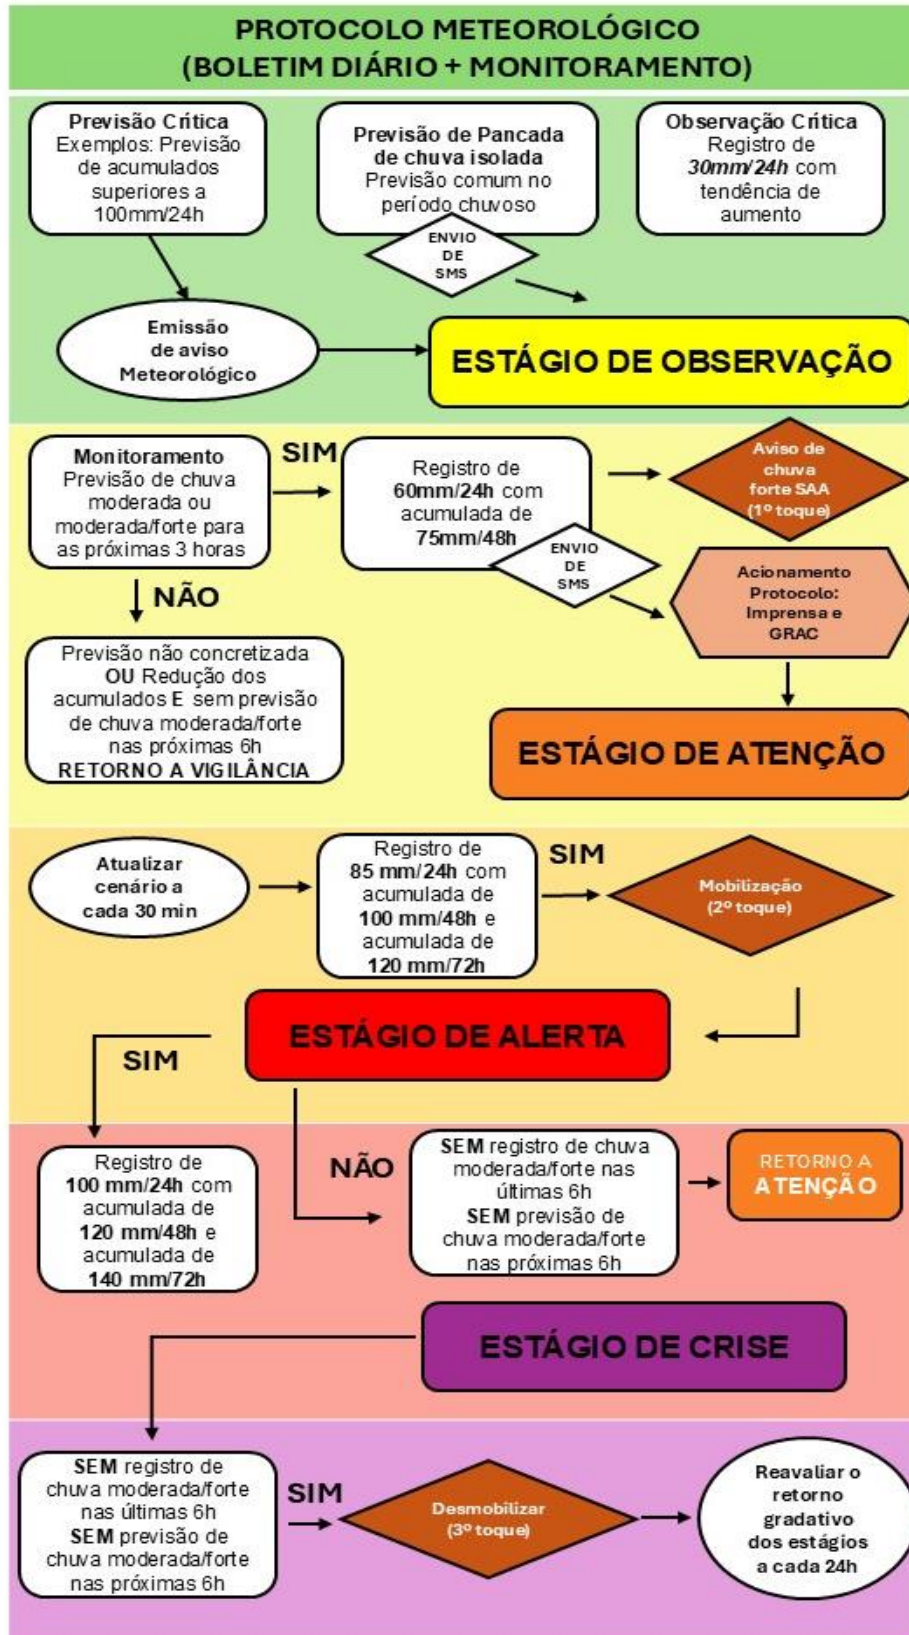 PROTOCOLO METEOROLÓGICO
(BOLETIM DIÁRIO + MONITORAMENTO)
Previsão Crítica
Exemplos: Previsão
de acumulados
superiores a
100mm/24h
Previsão de Pancada
de chuva isolada
Previsão comum no
período chuvoso
Observação Crítica
Registro de
30mm/24h com
tendência de
aumento
ENVIO
DE
SMS
Emissão
de aviso
Meteorológico
ESTÁGIO DE OBSERVAÇÃO
Monitoramento
Previsão de chuva
moderada ou
moderada/forte para
as próximas 3 horas
SIM
Registro de
60mm/24h com
acumulada de
75mm/48h
Aviso de
chuva
forte SAA
(1º toque)
ENVIO
DE
SMS
Acionamento
Protocolo:
Imprensa e
GRAC
NÃO
Previsão não concretizada
OU Redução dos
acumulados E sem previsão
de chuva moderada/forte
nas próximas 6h
RETORNO A VIGILÂNCIA
ESTÁGIO DE ATENÇÃO
Atualizar
cenário a
cada 30 min
Registro de
85 mm/24h com
acumulada de
100 mm/48h e
acumulada de
120 mm/72h
SIM
Mobilização
(2º toque)
ESTÁGIO DE ALERTA
SIM
Registro de
100 mm/24h com
acumulada de
120 mm/48h e
acumulada de
140 mm/72h
NÃO
SEM registro de chuva
moderada/forte nas
últimas 6h
SEM previsão de
chuva moderada/forte
nas próximas 6h
RETORNO A
ATENÇÃO
ESTÁGIO DE CRISE
SEM registro de
chuva moderada/forte
nas últimas 6h
SEM previsão de
chuva moderada/forte
nas próximas 6h
SIM
Desmobilizar
(3º toque)
Reavaliar o
retorno
gradativo
dos estágios
a cada 24h